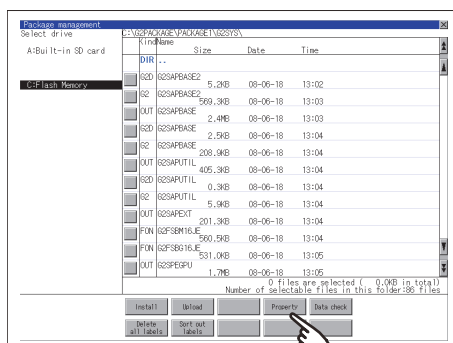 Package management
Select drive
C:\G2PACKAGE\PACKAGE1\G2SYS\
A:Built-in SD card
C:Flash Memory
Kind Name Size Date Time
DIR ..
G2D G2SAPBASE2 5.2KB 08-06-18 13:02
G2 G2SAPBASE2 569.3KB 08-06-18 13:03
OUT G2SAPBASE 2.4MB 08-06-18 13:03
G2D G2SAPBASE 2.5KB 08-06-18 13:04
G2 G2SAPBASE 208.9KB 08-06-18 13:04
OUT G2SAPUTIL 405.3KB 08-06-18 13:04
G2D G2SAPUTIL 0.3KB 08-06-18 13:04
G2 G2SAPUTIL 5.9KB 08-06-18 13:04
OUT G2SAPEXT 201.3KB 08-06-18 13:04
FON G2FSBM16JE 560.5KB 08-06-18 13:04
FON G2FSBG16JE 531.0KB 08-06-18 13:05
OUT G2SPEGPU 1.7MB 08-06-18 13:05
0 files are selected ( 0.0KB in total)
Number of selectable files in this folder:86 files
Install Upload Property Data check
Delete all labels Sort out labels